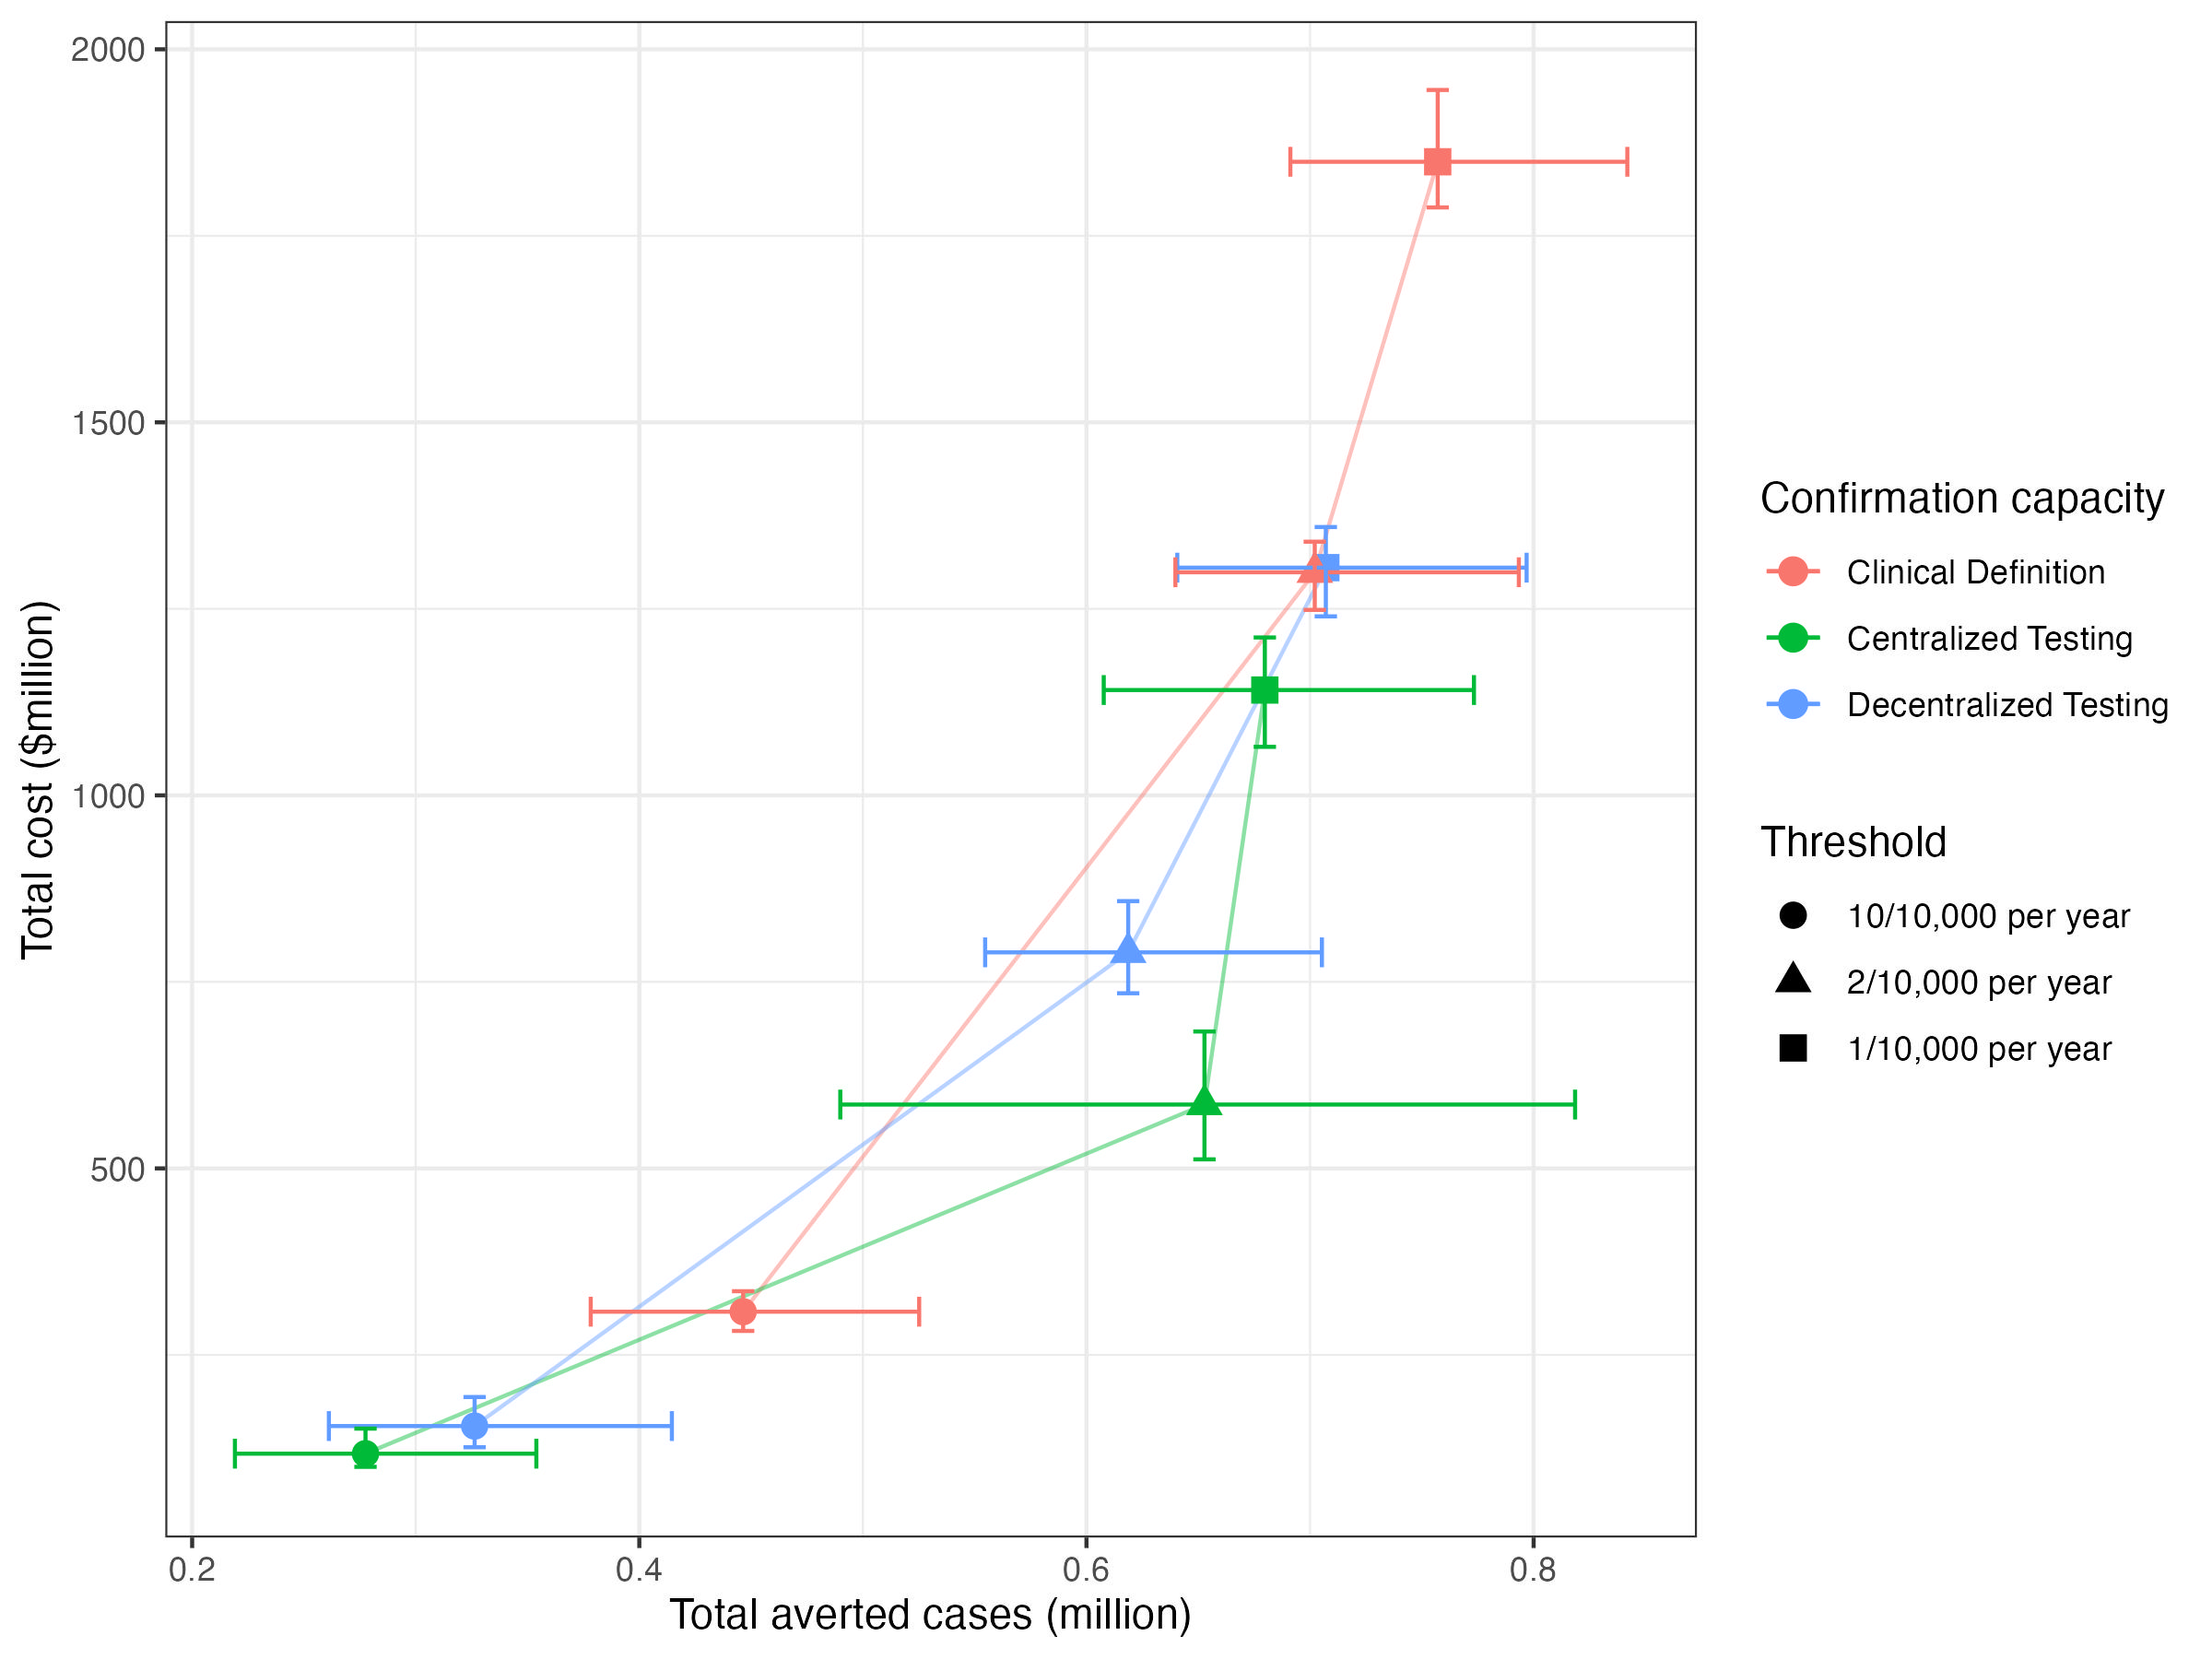 2000
1500
1000
500
Total cost ($million)
0.2
0.4
0.6
0.8
Total averted cases (million)
Confirmation capacity
Clinical Definition
Centralized Testing
Decentralized Testing
Threshold
10/10,000 per year
2/10,000 per year
1/10,000 per year